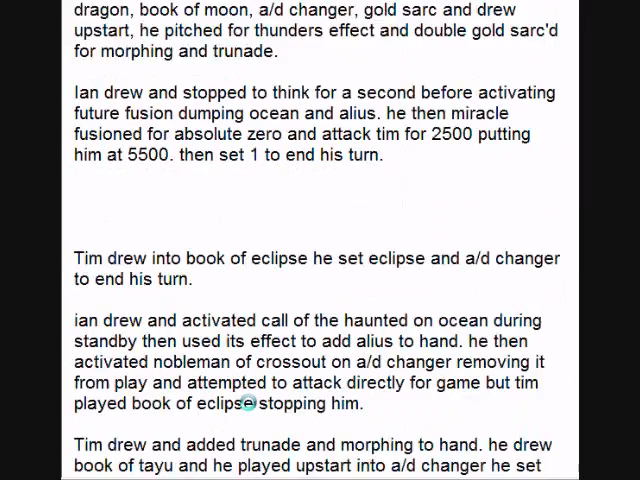 dragon, book of moon, a/d changer, gold sarc and drew
upstart, he pitched for thunders effect and double gold sarc'd
for morphing and trunade.
Ian drew and stopped to think for a second before activating
future fusion dumping ocean and alius. he then miracle
fusioned for absolute zero and attack tim for 2500 putting
him at 5500. then set 1 to end his turn.
Tim drew into book of eclipse he set eclipse and a/d changer
to end his turn.
ian drew and activated call of the haunted on ocean during
standby then used its effect to add alius to hand. he then
activated nobleman of crossout on a/d changer removing it
from play and attempted to attack directly for game but tim
played book of eclipse stopping him.
Tim drew and added trunade and morphing to hand. he drew
book of tayu and he played upstart into a/d changer he set